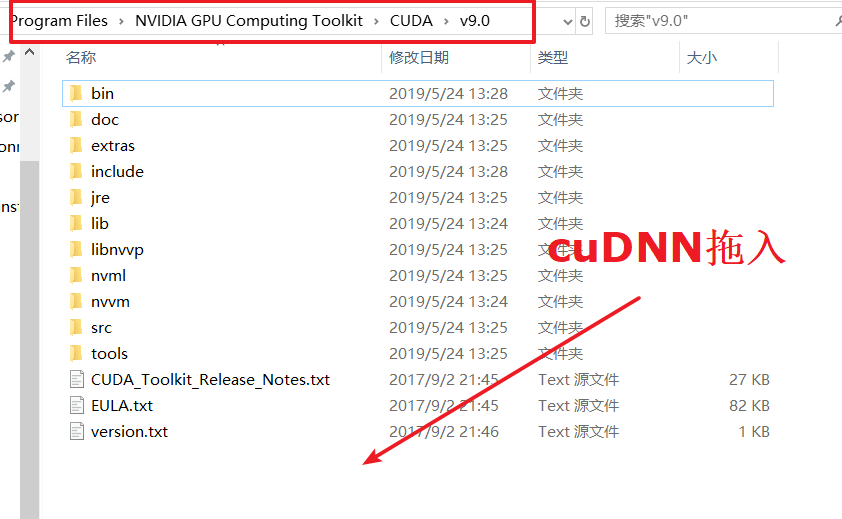 Program Files > NVIDIA GPU Computing Toolkit > CUDA > v9.0
搜索"v9.0"
名称 修改日期 类型 大小
bin 2019/5/24 13:28 文件夹
doc 2019/5/24 13:25 文件夹
extras 2019/5/24 13:25 文件夹
include 2019/5/24 13:28 文件夹
jre 2019/5/24 13:25 文件夹
lib 2019/5/24 13:24 文件夹
libnvvp 2019/5/24 13:25 文件夹
nvml 2019/5/24 13:25 文件夹
nvvm 2019/5/24 13:24 文件夹
src 2019/5/24 13:25 文件夹
tools 2019/5/24 13:25 文件夹
CUDA_Toolkit_Release_Notes.txt 2017/9/2 21:45 Text 源文件 27 KB
EULA.txt 2017/9/2 21:45 Text 源文件 82 KB
version.txt 2017/9/2 21:46 Text 源文件 1 KB
cuDNN拖入